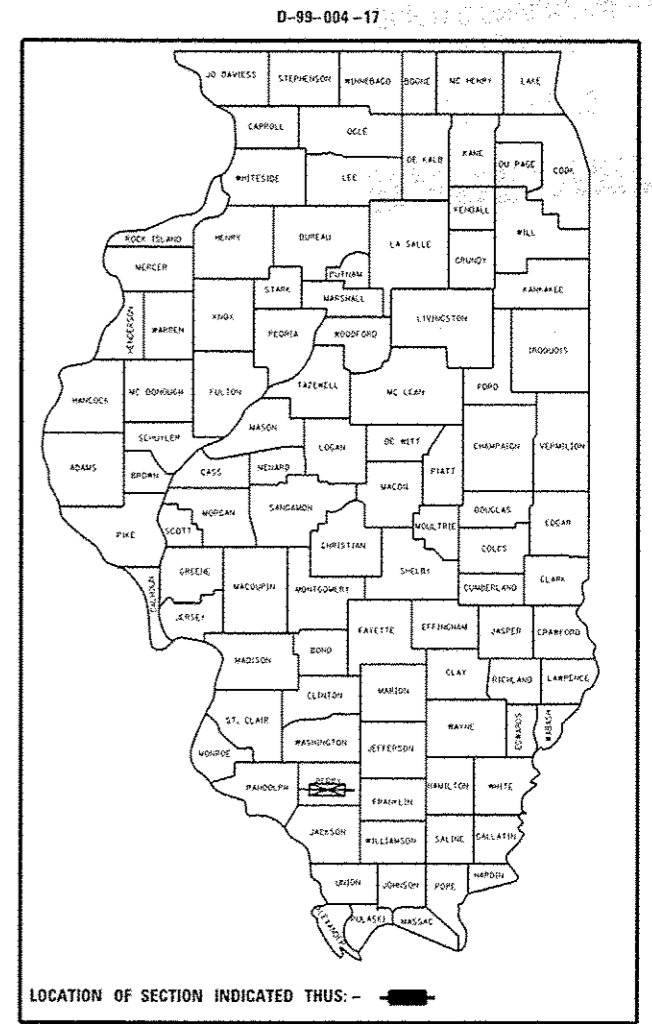 D-99-004-17
JO DAVIESS STEPHENSON WINNEBAGO BOONE MC HENRY LAKE
CARROLL OGLE
DE KALB KANE DU PAGE COOK
WHITESIDE LEE
KENDALL
ROCK ISLAND HENRY BUREAU LA SALLE WILL
MERCER GRUNDY
PUTNAM
STARK MARSHALL KANKAKEE
HENDERSON WARREN KNOX PEORIA WOODFORD LIVINGSTON
IROQUOIS
HANCOCK MC DONOUGH FULTON TAZEWELL MC LEAN FORD
MASON
SCHUYLER LOGAN DE WITT CHAMPAIGN VERMILION
ADAMS BROWN CASS MENARD PIATT
MACON
MORGAN SANGAMON DOUGLAS
PIKE SCOTT MOULTRIE EDGAR
CHRISTIAN COLES
GREENE SHELBY
CALHOUN MACOUPIN MONTGOMERY CUMBERLAND CLARK
JERSEY
FAYETTE EFFINGHAM JASPER CRAWFORD
MADISON BOND
CLAY RICHLAND LAWRENCE
CLINTON MARION
ST. CLAIR WAYNE EDWARDS WABASH
MONROE WASHINGTON JEFFERSON
RANDOLPH PERRY HAMILTON WHITE
FRANKLIN
JACKSON WILLIAMSON SALINE GALLATIN
UNION JOHNSON POPE HARDIN
ALEXANDER PULASKI MASSAC
LOCATION OF SECTION INDICATED THUS: -